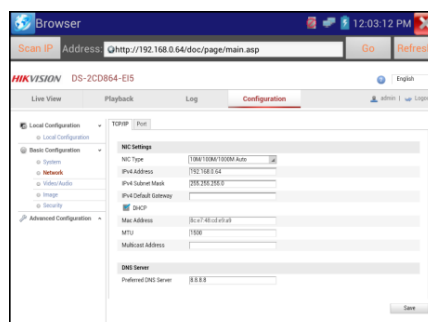 Browser 12:03:12 PM
Scan IP Address: http://192.168.0.64/doc/page/main.asp Go Refres
HIKVISION DS-2CD864-EI5 English
Live View Playback Log Configuration admin | Logou
Local Configuration
Local Configuration
Basic Configuration
System
Network
Video/Audio
Image
Security
Advanced Configuration
TCP/IP Port
NIC Settings
NIC Type 10M/100M/1000M Auto
IPv4 Address 192.168.0.64
IPv4 Subnet Mask 255.255.255.0
IPv4 Default Gateway
DHCP
Mac Address
MTU 1500
Multicast Address
DNS Server
Preferred DNS Server 8.8.8.8
Save